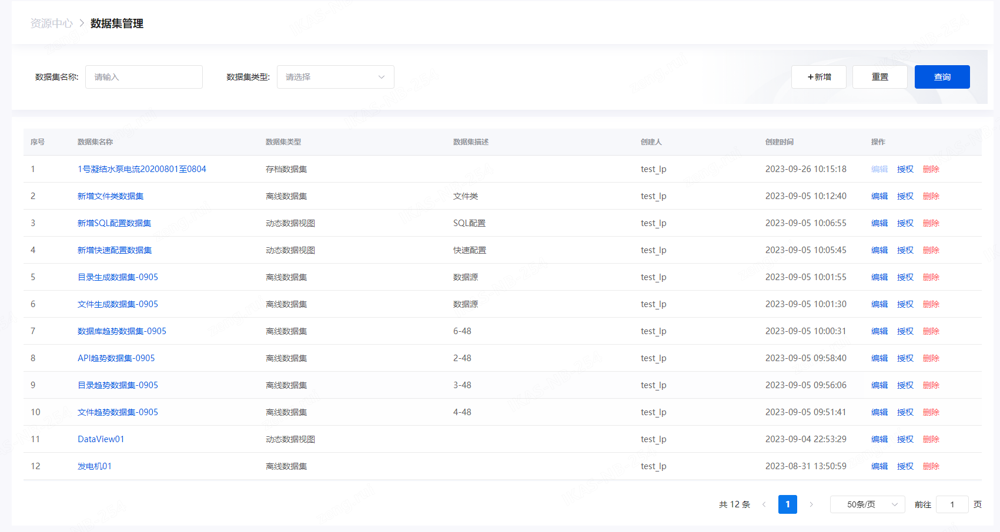 资源中心 > 数据集管理
数据集名称: 请输入 数据集类型: 请选择 +新增 重置 查询
序号 数据集名称 数据集类型 数据集描述 创建人 创建时间 操作
1 1号凝结水泵电流20200801至0804 存档数据集 test_lp 2023-09-26 10:15:18 编辑 授权 删除
2 新增文件类数据集 离线数据集 文件类 test_lp 2023-09-05 10:12:40 编辑 授权 删除
3 新增SQL配置数据集 动态数据视图 SQL配置 test_lp 2023-09-05 10:06:55 编辑 授权 删除
4 新增快速配置数据集 动态数据视图 快速配置 test_lp 2023-09-05 10:05:45 编辑 授权 删除
5 目录生成数据集-0905 离线数据集 数据源 test_lp 2023-09-05 10:01:55 编辑 授权 删除
6 文件生成数据集-0905 离线数据集 数据源 test_lp 2023-09-05 10:01:30 编辑 授权 删除
7 数据库趋势数据集-0905 离线数据集 6-48 test_lp 2023-09-05 10:00:31 编辑 授权 删除
8 API趋势数据集-0905 离线数据集 2-48 test_lp 2023-09-05 09:58:40 编辑 授权 删除
9 目录趋势数据集-0905 离线数据集 3-48 test_lp 2023-09-05 09:56:06 编辑 授权 删除
10 文件趋势数据集-0905 离线数据集 4-48 test_lp 2023-09-05 09:51:41 编辑 授权 删除
11 DataView01 动态数据视图 test_lp 2023-09-04 22:53:29 编辑 授权 删除
12 发电机01 离线数据集 test_lp 2023-08-31 13:50:59 编辑 授权 删除
共 12 条 < 1 > 50条/页 前往 1 页